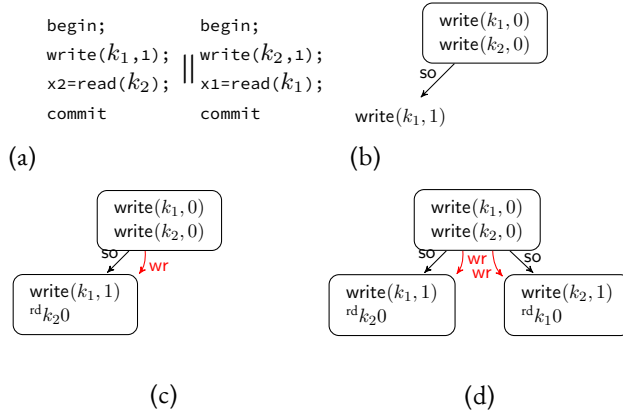 begin; begin;
write(k₁,1); || write(k₂,1);
x2=read(k₂); x1=read(k₁);
commit commit
(a)
write(k₁, 0)
write(k₂, 0)
so
write(k₁, 1)
(b)
write(k₁, 0)
write(k₂, 0)
so wr
write(k₁, 1)
ʳᵈk₂0
(c)
write(k₁, 0)
write(k₂, 0)
so wr wr so
write(k₁, 1) write(k₂, 1)
ʳᵈk₂0 ʳᵈk₁0
(d)